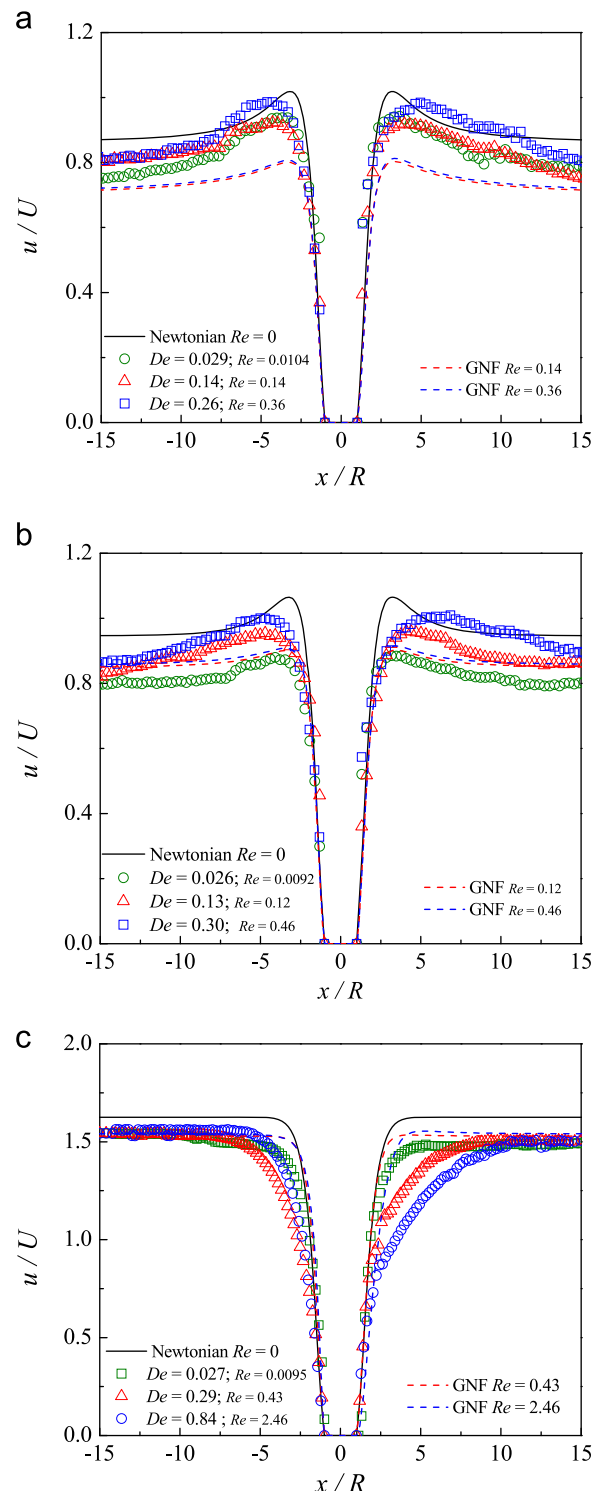 a
1.2
0.8
0.4
0.0
u / U
Newtonian Re = 0
De = 0.029; Re = 0.0104
De = 0.14; Re = 0.14
De = 0.26; Re = 0.36
GNF Re = 0.14
GNF Re = 0.36
-15 -10 -5 0 5 10 15
x / R
b
1.2
0.8
0.4
0.0
u / U
Newtonian Re = 0
De = 0.026; Re = 0.0092
De = 0.13; Re = 0.12
De = 0.30; Re = 0.46
GNF Re = 0.12
GNF Re = 0.46
-15 -10 -5 0 5 10 15
x / R
c
2.0
1.5
1.0
0.5
0.0
u / U
Newtonian Re = 0
De = 0.027; Re = 0.0095
De = 0.29; Re = 0.43
De = 0.84 ; Re = 2.46
GNF Re = 0.43
GNF Re = 2.46
-15 -10 -5 0 5 10 15
x / R